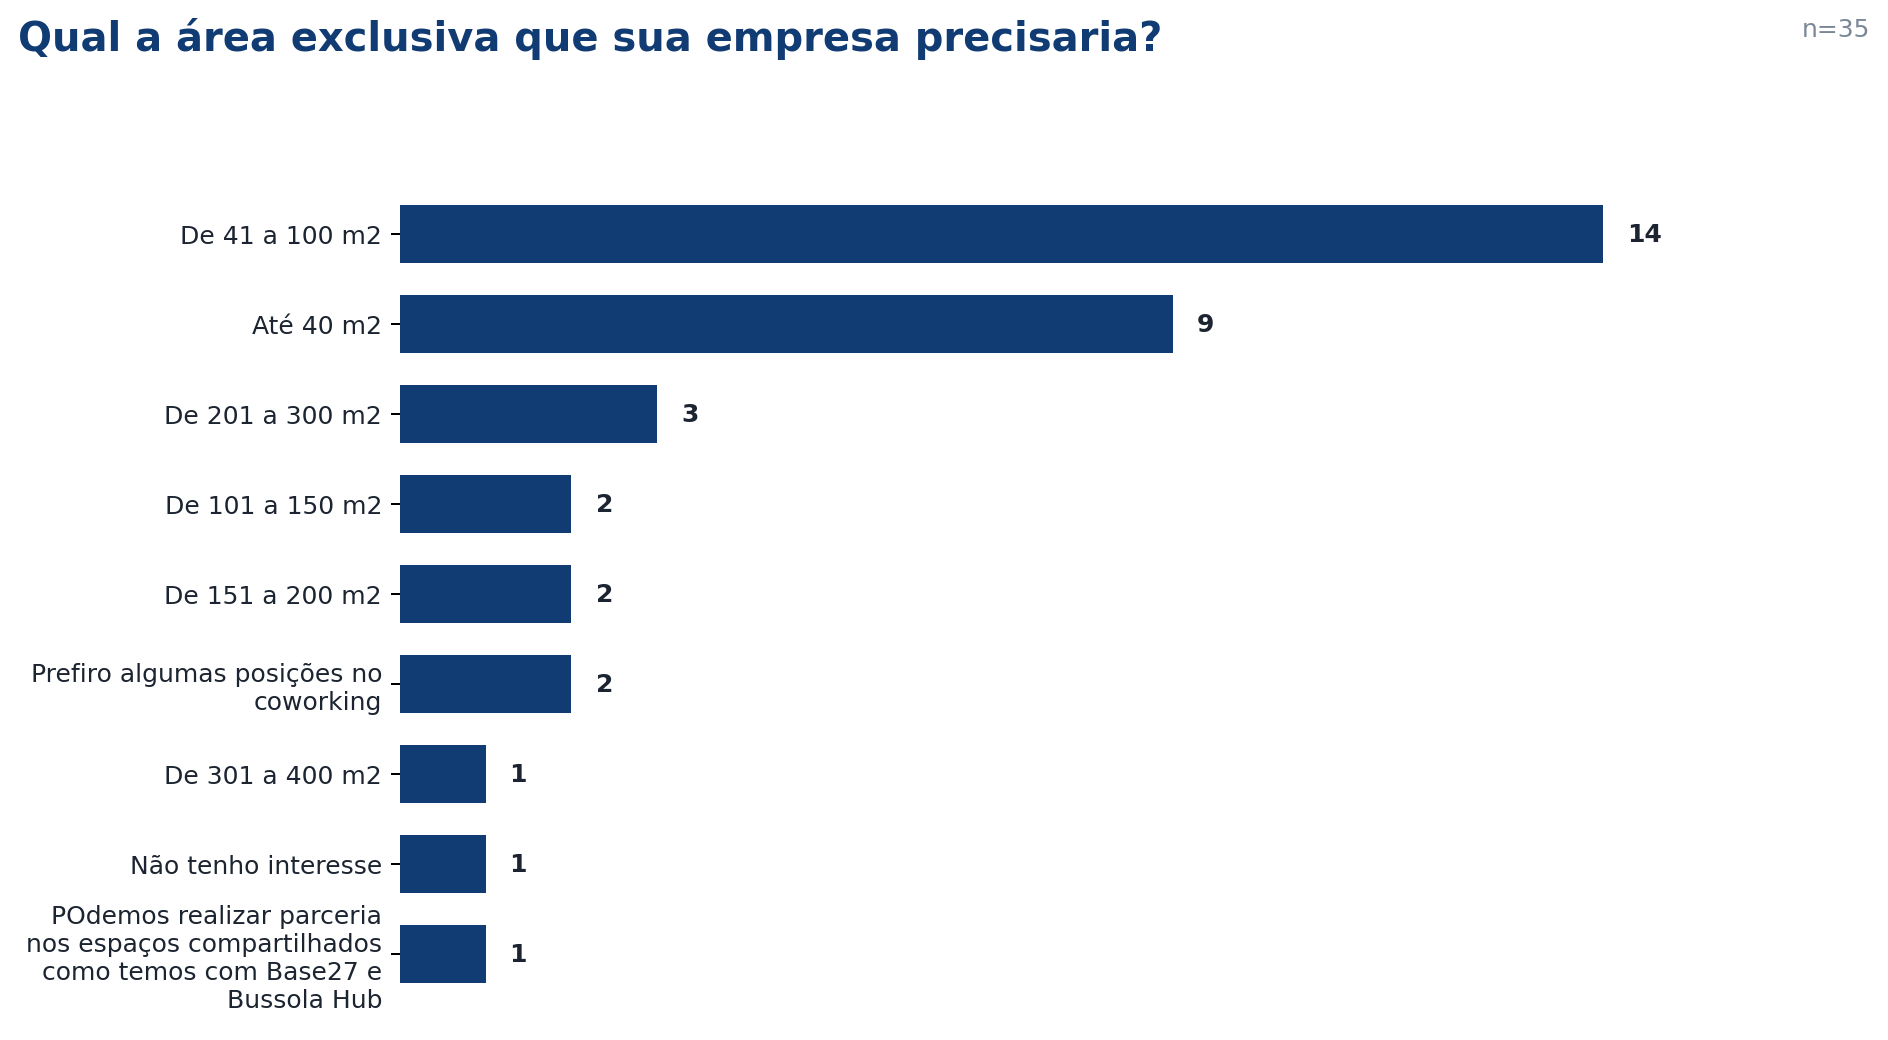 Qual a área exclusiva que sua empresa precisaria?
n=35
De 41 a 100 m2
14
Até 40 m2
9
De 201 a 300 m2
3
De 101 a 150 m2
2
De 151 a 200 m2
2
Prefiro algumas posições no
coworking
2
De 301 a 400 m2
1
Não tenho interesse
1
POdemos realizar parceria
nos espaços compartilhados
como temos com Base27 e
Bussola Hub
1